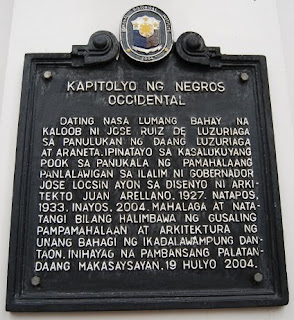 KAPITOLYO NG NEGROS
OCCIDENTAL
DATING NASA LUMANG BAHAY NA
KALOOB NI JOSE RUIZ DE LUZURIAGA
SA PANULUKAN NG DAANG LUZURIAGA
AT ARANETA. IPINATAYO SA KASALUKUYANG
POOK SA PANUKALA NG PAMAHALAANG
PANLALAWIGAN SA ILALIM NI GOBERNADOR
JOSE LOCSIN AYON SA DISENYO NI ARKI-
TEKTO JUAN ARELLANO, 1927. NATAPOS,
1933. INAYOS, 2004. MAHALAGA AT NATA-
TANGI BILANG HALIMBAWA NG GUSALING
PAMPAMAHALAAN AT ARKITEKTURA NG
UNANG BAHAGI NG IKADALAWAMPUNG DAN-
TAON. INIHAYAG NA PAMBANSANG PALATAN-
DAANG MAKASAYSAYAN, 19 HULYO 2004.